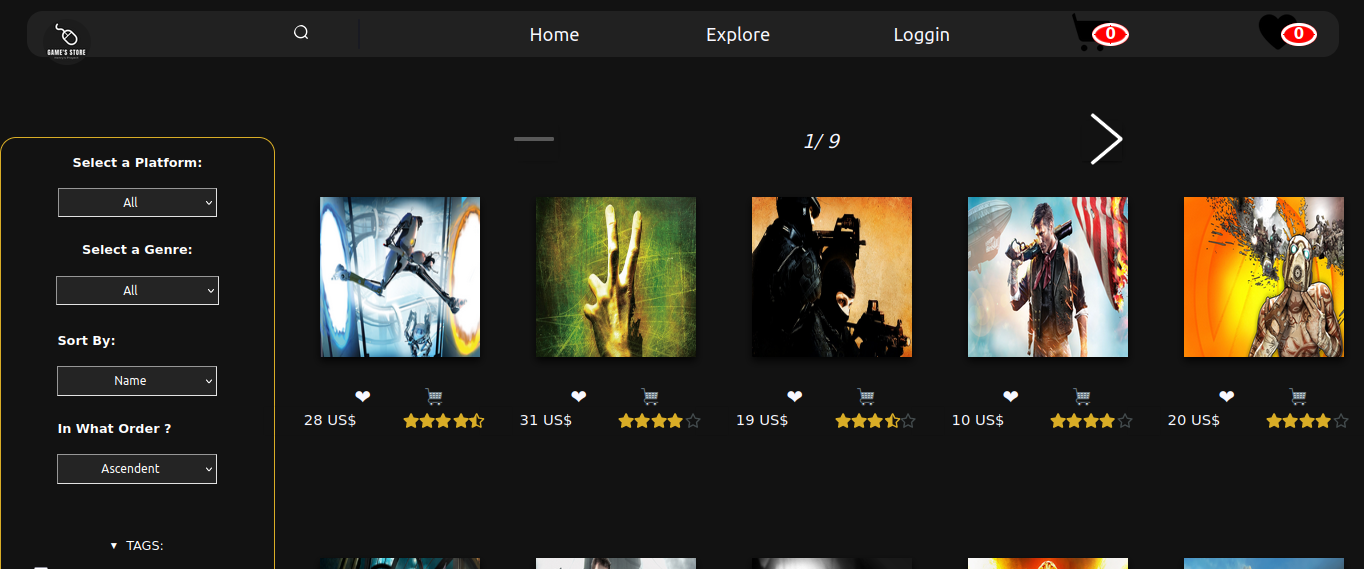 GAME'S STORE
Home Explore Loggin 0 0
1/ 9
Select a Platform:
All
Select a Genre:
All
Sort By:
Name
In What Order ?
Ascendent
TAGS:
28 US$ 31 US$ 19 US$ 10 US$ 20 US$